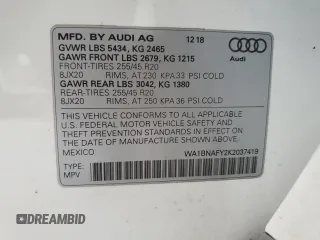 MFD. BY AUDI AG 12 18
GVWR LBS 5434, KG 2465
GAWR FRONT LBS 2679, KG 1215
FRONT-TIRES 255/45 R20
8JX20 RIMS, AT 230 KPA 33 PSI COLD
GAWR REAR LBS 3042, KG 1380
REAR-TIRES 255/45 R20
8JX20 RIMS, AT 250 KPA 36 PSI COLD
Audi
THIS VEHICLE CONFORMS TO ALL APPLICABLE
FEDERAL MOTOR VEHICLE SAFETY, BUMPER,
AND THEFT PREVENTION STANDARDS IN EFFECT
ON THE DATE OF MANUFACTURE SHOWN ABOVE.
MEXICO WA1BNAFY2K2037419
TYPE:
MPV
© DREAMBID DREAMBID.COM